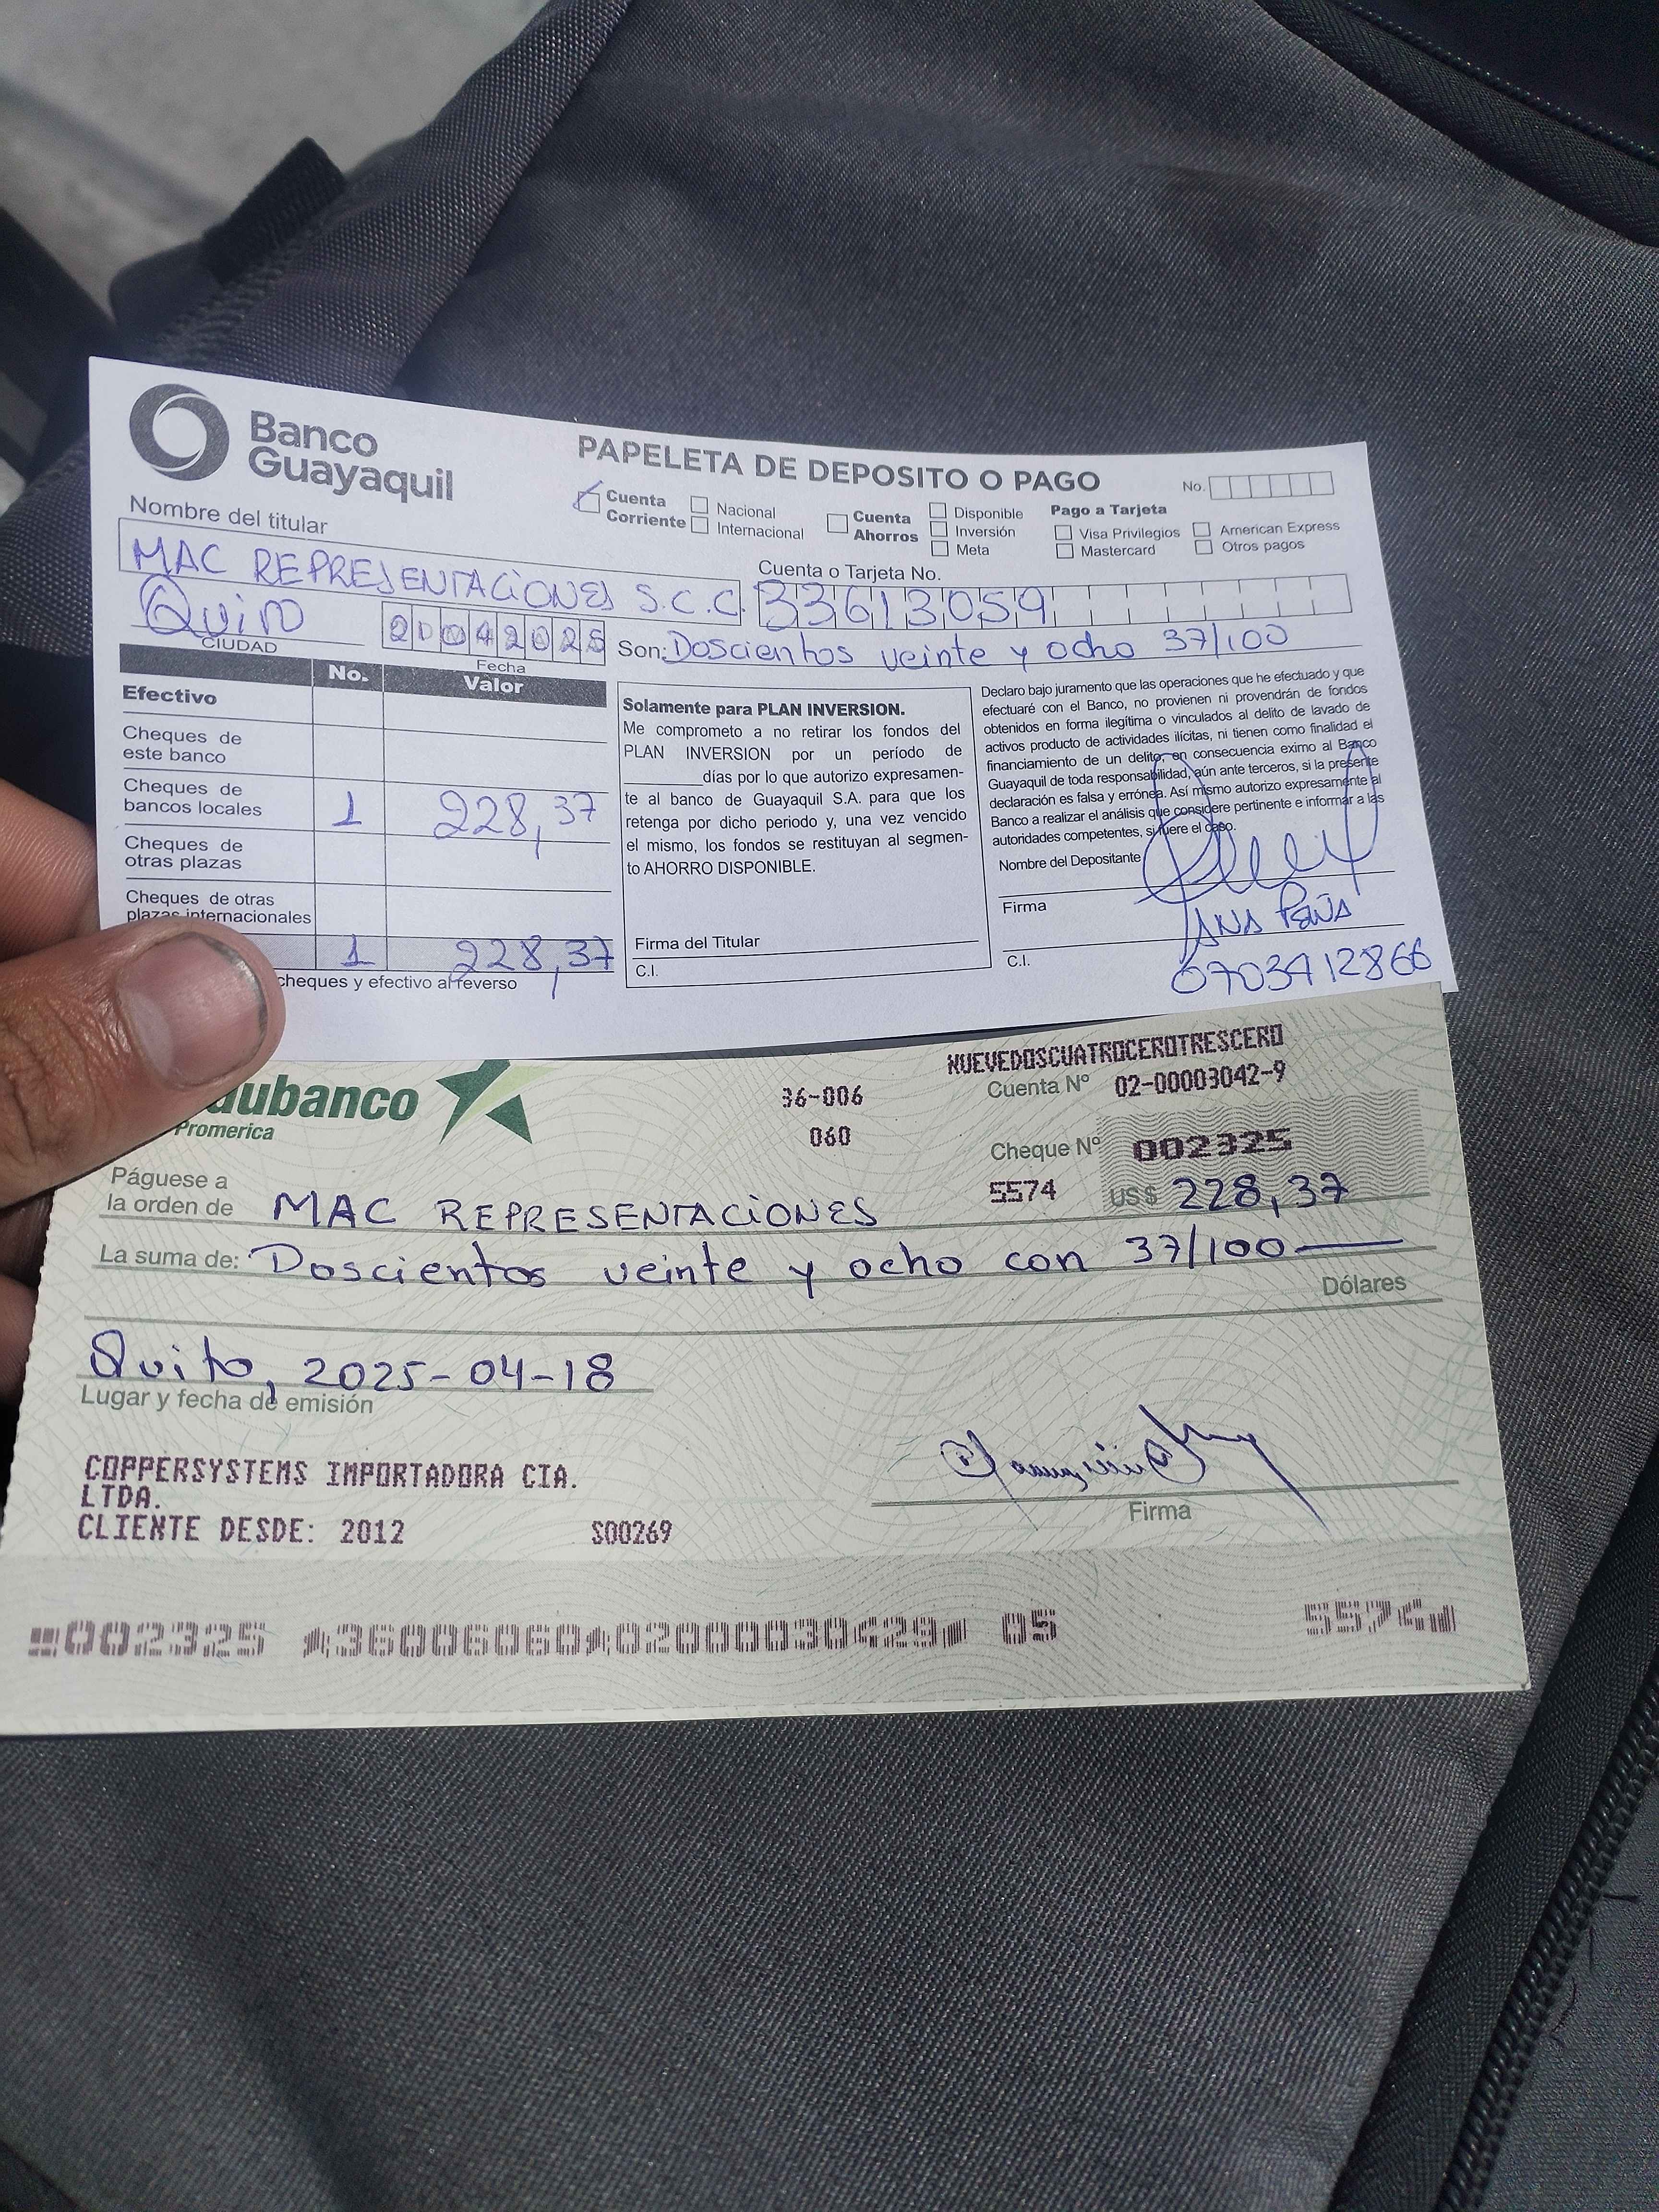 Banco
Guayaquil
PAPELETA DE DEPOSITO O PAGO
No.
Cuenta Corriente
Nacional
Internacional
Cuenta Ahorros
Disponible
Inversión
Meta
Pago a Tarjeta
Visa Privilegios
Mastercard
American Express
Otros pagos
Nombre del titular
MAC REPRESENTACIONES S.C.C.
Cuenta o Tarjeta No.
33613059
Quito
CIUDAD
Fecha
Son: Doscientos veinte y ocho 37/100
No. Valor
Efectivo
Cheques de
este banco
Cheques de
bancos locales 1 228,37
Cheques de
otras plazas
Cheques de otras
plazas internacionales
1 228,37
cheques y efectivo al reverso
Solamente para PLAN INVERSION.
Me comprometo a no retirar los fondos del
PLAN INVERSION por un período de
días por lo que autorizo expresamen-
te al banco de Guayaquil S.A. para que los
retenga por dicho periodo y, una vez vencido
el mismo, los fondos se restituyan al segmen-
to AHORRO DISPONIBLE.
Firma del Titular
C.I.
Declaro bajo juramento que las operaciones que he efectuado y que
efectuaré con el Banco, no provienen ni provendrán de fondos
obtenidos en forma ilegítima o vinculados al delito de lavado de
activos producto de actividades ilícitas, ni tienen como finalidad el
financiamiento de un delito, en consecuencia eximo al Banco
Guayaquil de toda responsabilidad, aún ante terceros, si la presente
declaración es falsa y errónea. Así mismo autorizo expresamente al
Banco a realizar el análisis que considere pertinente e informar a las
autoridades competentes, si fuere el caso.
Nombre del Depositante
Firma ANA PEÑA
C.I. 0703412866
ubanco
Promerica
36-006
060
NUEVEDOSCUATROCEROTRESCERO
Cuenta Nº 02-00003042-9
Cheque Nº 002325
5574 US$ 228,37
Páguese a
la orden de MAC REPRESENTACIONES
La suma de: Doscientos veinte y ocho con 37/100
Dólares
Quito, 2025-04-18
Lugar y fecha de emisión
COPPERSYSTEMS IMPORTADORA CIA.
LTDA.
CLIENTE DESDE: 2012 S00269
Firma
002325 36006060 02000030429 05 5574